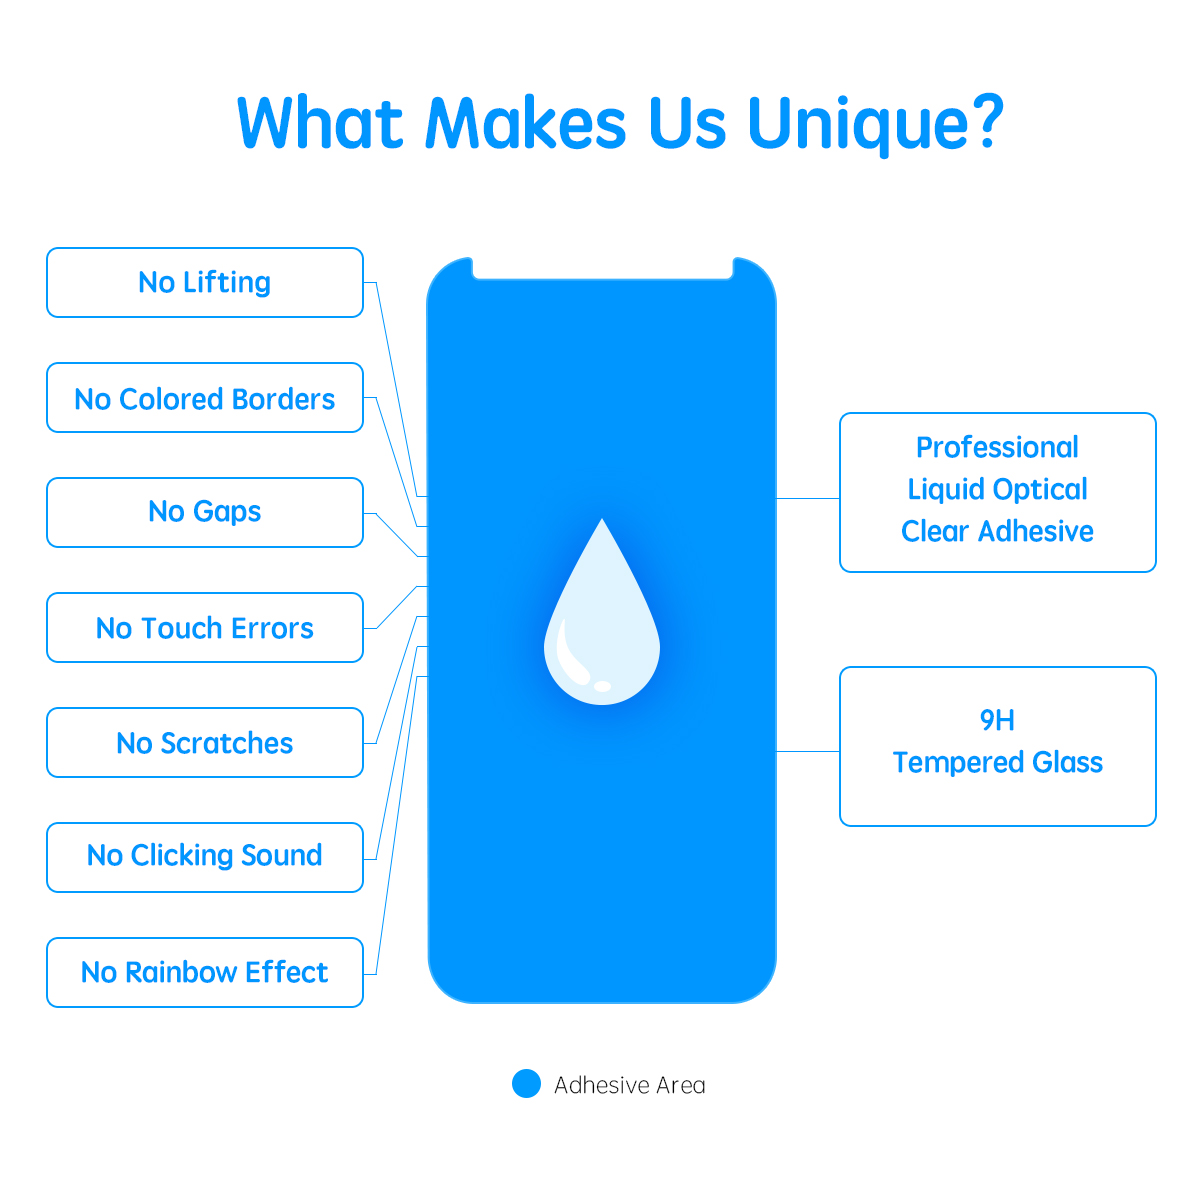 What Makes Us Unique?
No Lifting
No Colored Borders
No Gaps
No Touch Errors
No Scratches
No Clicking Sound
No Rainbow Effect
Professional
Liquid Optical
Clear Adhesive
9H
Tempered Glass
Adhesive Area